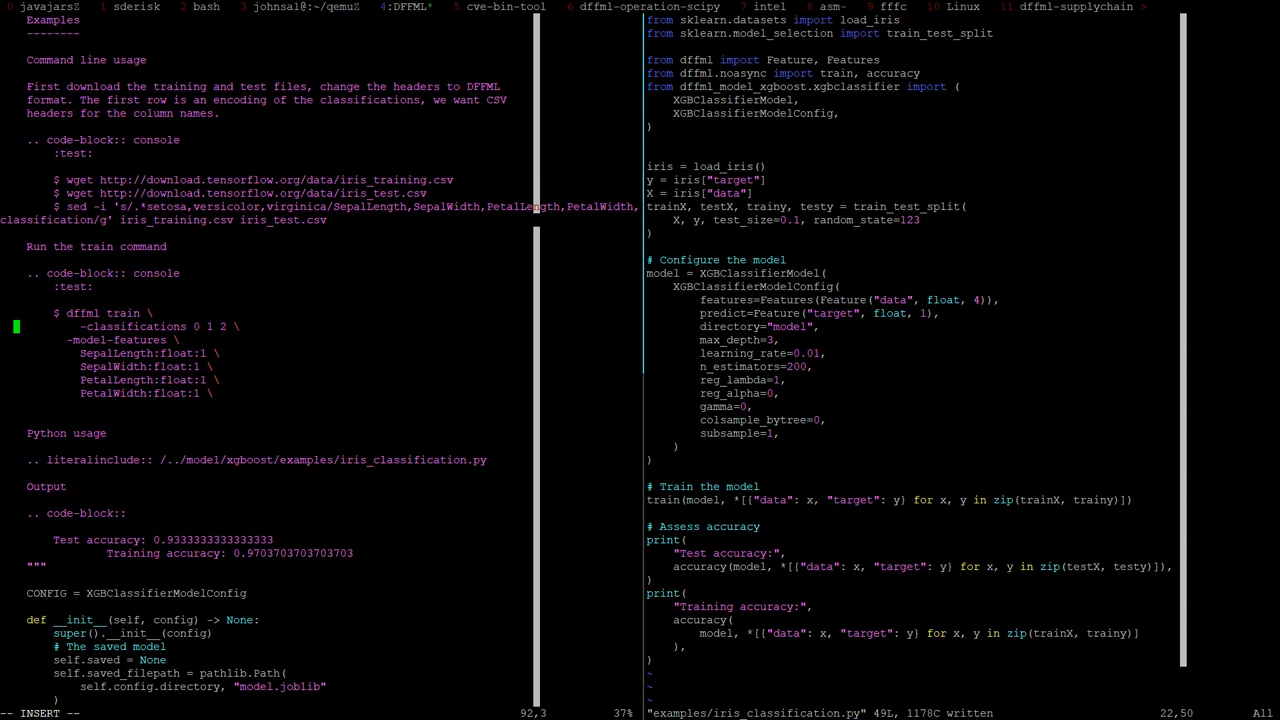 0 javajarsZ 1 sderisk 2 bash 3 johnsal@:~/qemuZ 4:DFFML* 5 cve-bin-tool 6 dffml-operation-scipy 7 intel 8 asm- 9 fffc 10 Linux 11 dffml-supplychain >
Examples
--------
Command line usage
First download the training and test files, change the headers to DFFML
format. The first row is an encoding of the classifications, we want CSV
headers for the column names.
.. code-block:: console
:test:
$ wget http://download.tensorflow.org/data/iris_training.csv
$ wget http://download.tensorflow.org/data/iris_test.csv
$ sed -i 's/.*setosa,versicolor,virginica/SepalLength,SepalWidth,PetalLength,PetalWidth,
classification/g' iris_training.csv iris_test.csv
Run the train command
.. code-block:: console
:test:
$ dffml train \
-classifications 0 1 2 \
-model-features \
SepalLength:float:1 \
SepalWidth:float:1 \
PetalLength:float:1 \
PetalWidth:float:1 \
Python usage
.. literalinclude:: /../model/xgboost/examples/iris_classification.py
Output
.. code-block::
Test accuracy: 0.9333333333333333
Training accuracy: 0.9703703703703703
"""
CONFIG = XGBClassifierModelConfig
def __init__(self, config) -> None:
super().__init__(config)
# The saved model
self.saved = None
self.saved_filepath = pathlib.Path(
self.config.directory, "model.joblib"
)
-- INSERT -- 92,3 37%
from sklearn.datasets import load_iris
from sklearn.model_selection import train_test_split
from dffml import Feature, Features
from dffml.noasync import train, accuracy
from dffml_model_xgboost.xgbclassifier import (
XGBClassifierModel,
XGBClassifierModelConfig,
)
iris = load_iris()
y = iris["target"]
X = iris["data"]
trainX, testX, trainy, testy = train_test_split(
X, y, test_size=0.1, random_state=123
)
# Configure the model
model = XGBClassifierModel(
XGBClassifierModelConfig(
features=Features(Feature("data", float, 4)),
predict=Feature("target", float, 1),
directory="model",
max_depth=3,
learning_rate=0.01,
n_estimators=200,
reg_lambda=1,
reg_alpha=0,
gamma=0,
colsample_bytree=0,
subsample=1,
)
)
# Train the model
train(model, *[{"data": x, "target": y} for x, y in zip(trainX, trainy)])
# Assess accuracy
print(
"Test accuracy:",
accuracy(model, *[{"data": x, "target": y} for x, y in zip(testX, testy)]),
)
print(
"Training accuracy:",
accuracy(
model, *[{"data": x, "target": y} for x, y in zip(trainX, trainy)]
),
)
~
~
~
"examples/iris_classification.py" 49L, 1178C written 22,50 All